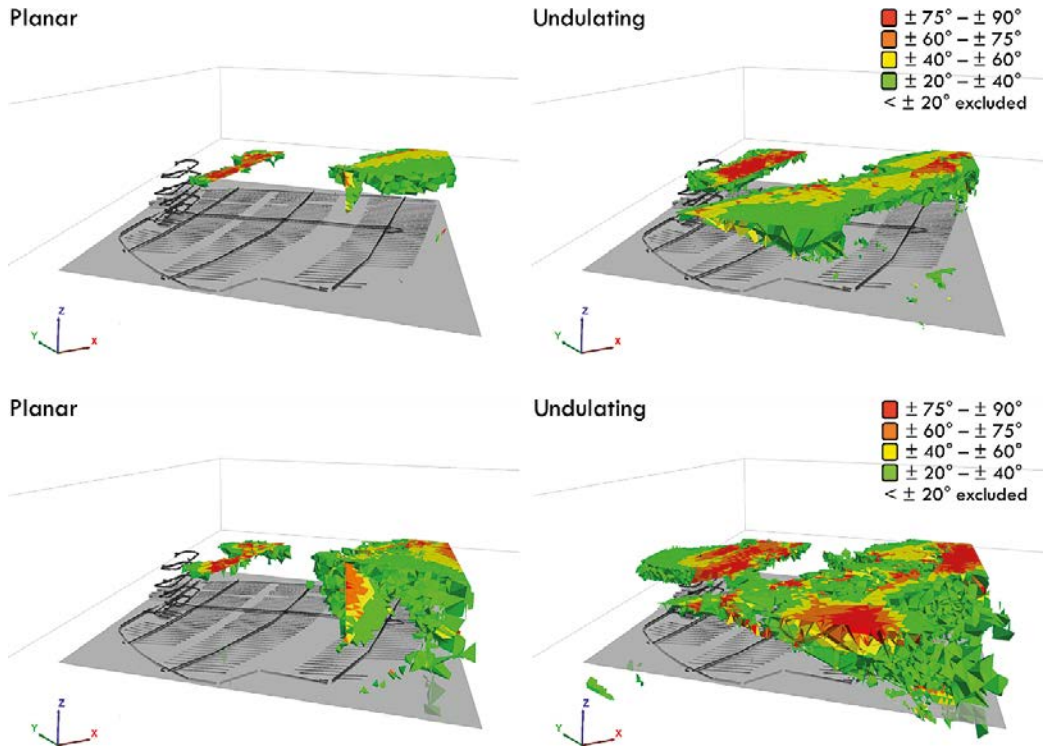 Planar
Undulating
± 75° – ± 90°
± 60° – ± 75°
± 40° – ± 60°
± 20° – ± 40°
< ± 20° excluded
Z
Y
X
Z
Y
X
Planar
Undulating
± 75° – ± 90°
± 60° – ± 75°
± 40° – ± 60°
± 20° – ± 40°
< ± 20° excluded
Z
Y
X
Z
Y
X